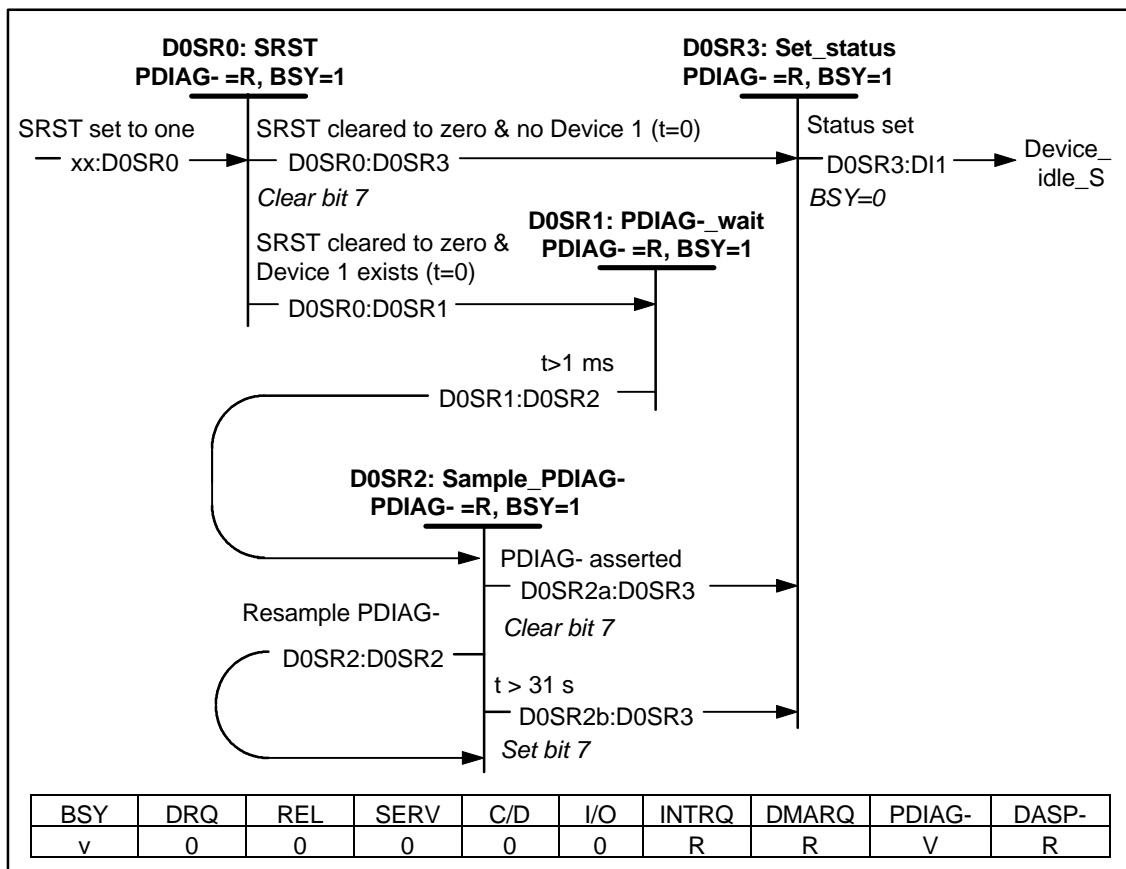 D0SR0: SRST
PDIAG- =R, BSY=1
D0SR3: Set_status
PDIAG- =R, BSY=1
SRST set to one
xx:D0SR0
SRST cleared to zero & no Device 1 (t=0)
D0SR0:D0SR3
Clear bit 7
Status set
D0SR3:DI1
BSY=0
Device_
idle_S
D0SR1: PDIAG-_wait
PDIAG- =R, BSY=1
SRST cleared to zero &
Device 1 exists (t=0)
D0SR0:D0SR1
t>1 ms
D0SR1:D0SR2
D0SR2: Sample_PDIAG-
PDIAG- =R, BSY=1
PDIAG- asserted
D0SR2a:D0SR3
Clear bit 7
Resample PDIAG-
D0SR2:D0SR2
t > 31 s
D0SR2b:D0SR3
Set bit 7
BSY DRQ REL SERV C/D I/O INTRQ DMARQ PDIAG- DASP-
v 0 0 0 0 0 R R V R